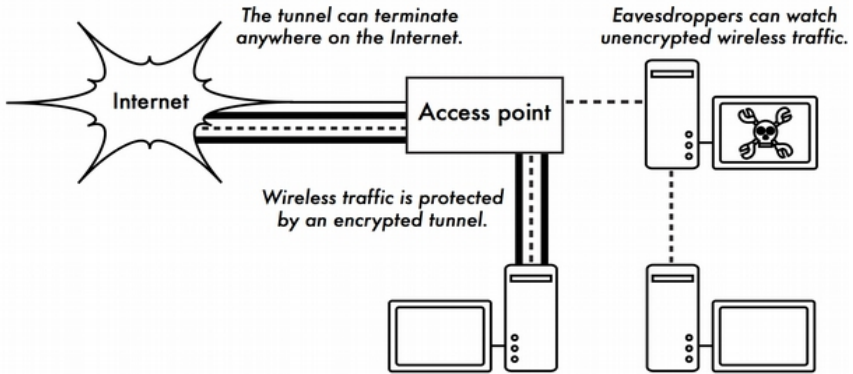 The tunnel can terminate
anywhere on the Internet.
Eavesdroppers can watch
unencrypted wireless traffic.
Internet
Access point
Wireless traffic is protected
by an encrypted tunnel.